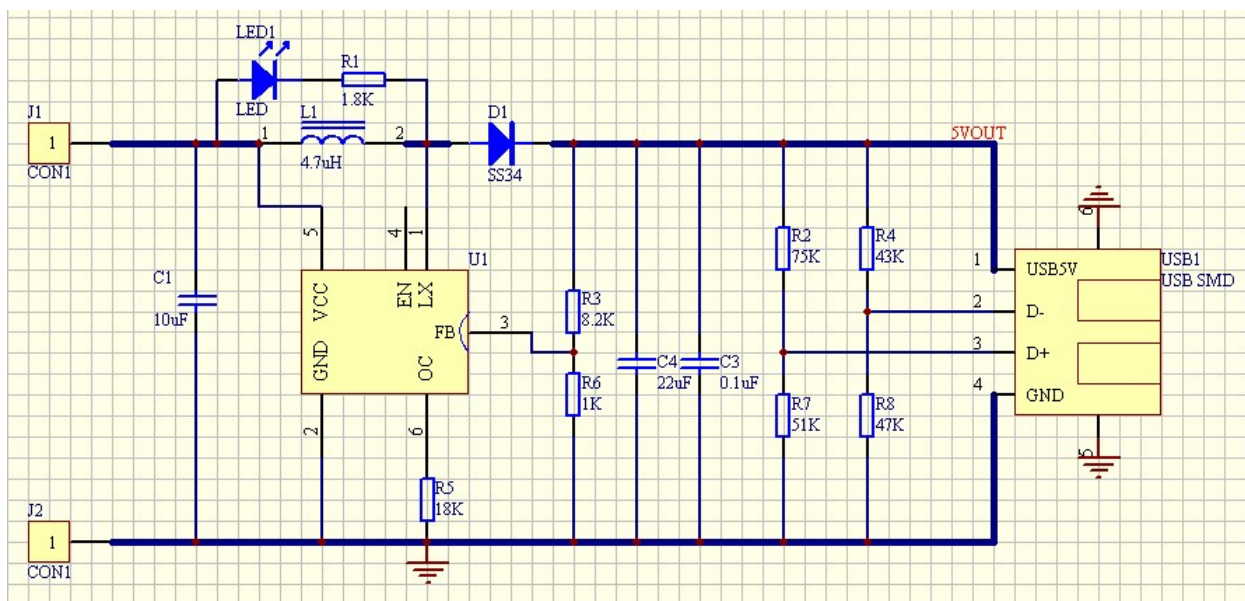 LED1
LED
R1
1.8K
J1
1
CON1
1
L1
2
4.7uH
D1
SS34
5VOUT
C1
10uF
5
4
1
U1
VCC
EN
LX
FB
3
GND
OC
2
6
R5
18K
R3
8.2K
R6
1K
C4
22uF
C3
0.1uF
R2
75K
R4
43K
R7
51K
R8
47K
6
USB1
USB SMD
1
USB5V
2
D-
3
D+
4
GND
5
J2
1
CON1